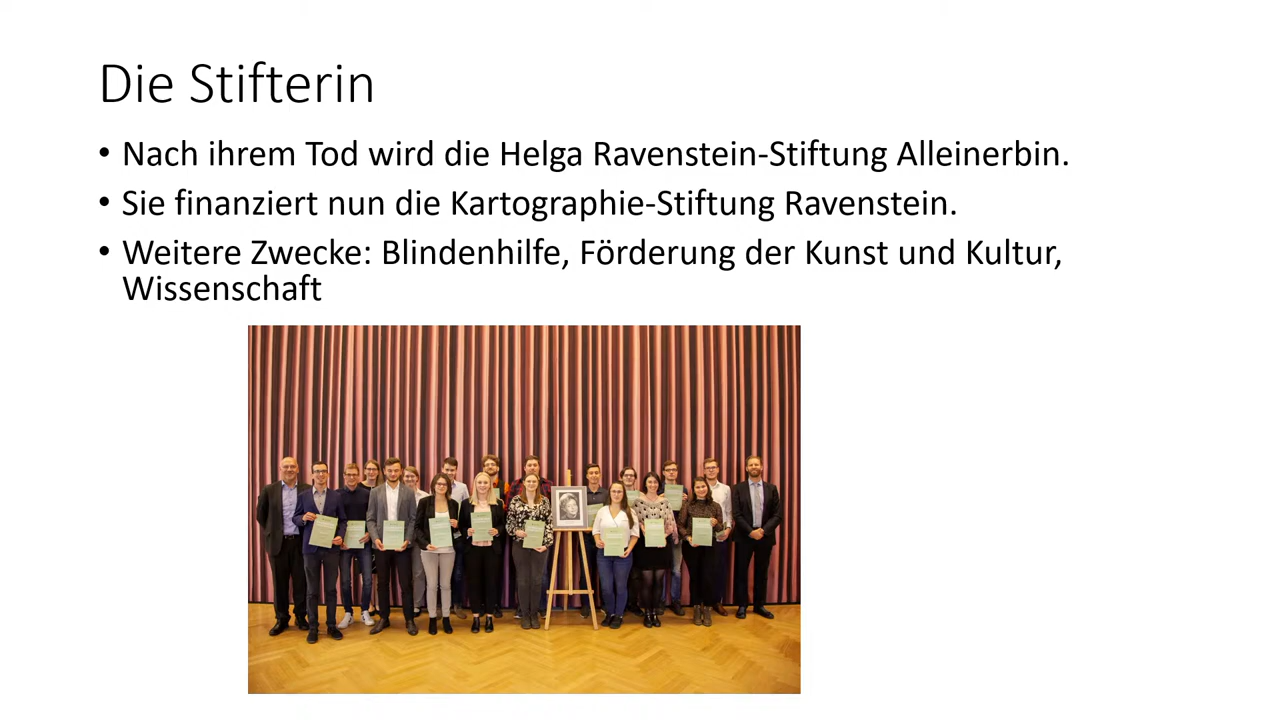 Die Stifterin
• Nach ihrem Tod wird die Helga Ravenstein-Stiftung Alleinerbin.
• Sie finanziert nun die Kartographie-Stiftung Ravenstein.
• Weitere Zwecke: Blindenhilfe, Förderung der Kunst und Kultur,
Wissenschaft